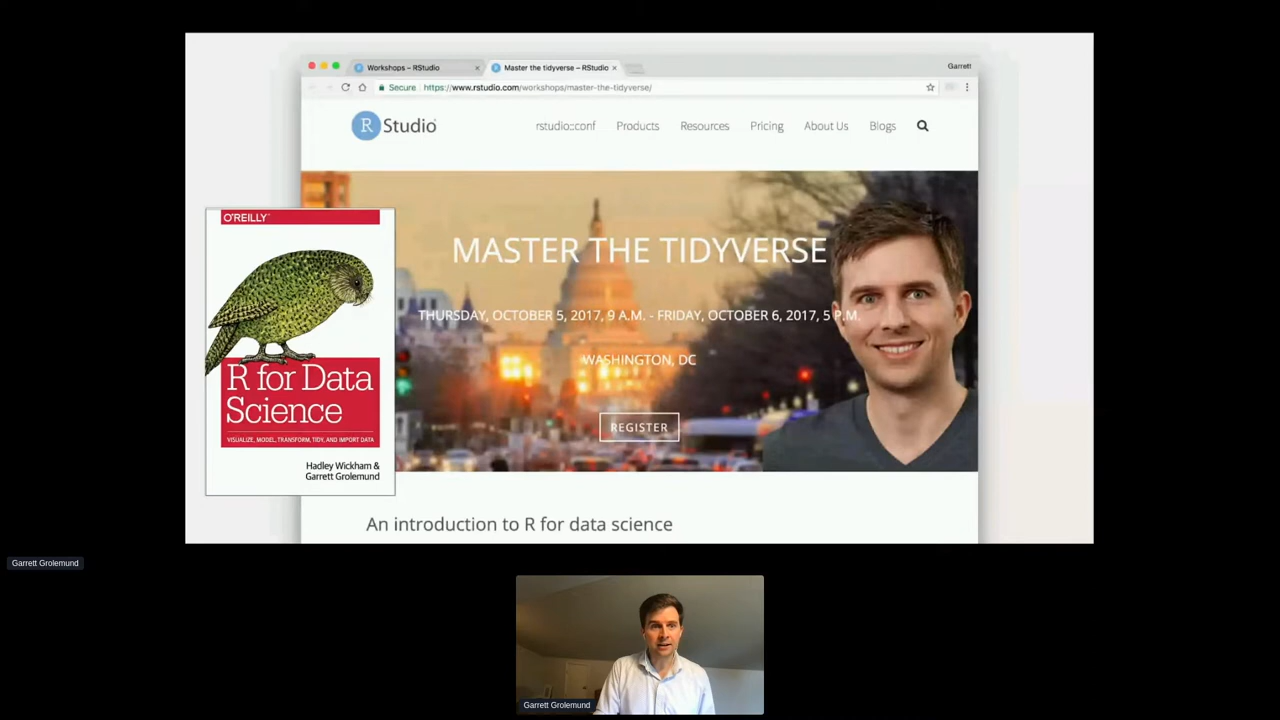 Workshops – RStudio
Master the tidyverse – RStudio
Garrett
Secure
https://www.rstudio.com/workshops/master-the-tidyverse/
R Studio
rstudio::conf
Products
Resources
Pricing
About Us
Blogs
O'REILLY
R for Data
Science
VISUALIZE, MODEL, TRANSFORM, TIDY, AND IMPORT DATA
Hadley Wickham &
Garrett Grolemund
MASTER THE TIDYVERSE
THURSDAY, OCTOBER 5, 2017, 9 A.M. - FRIDAY, OCTOBER 6, 2017, 5 P.M.
WASHINGTON, DC
REGISTER
An introduction to R for data science
Garrett Grolemund
Garrett Grolemund